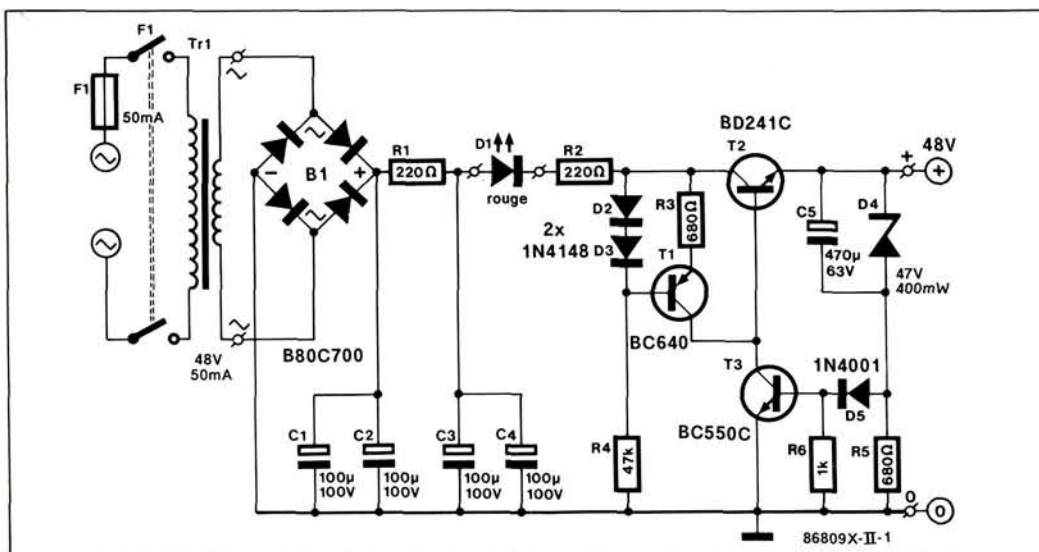 F1
Tr1
F1
50mA
48V
50mA
B1
−
+
B80C700
R1
220Ω
D1
rouge
R2
220Ω
BD241C
T2
+
48V
+
D2
D3
2x
1N4148
R3
680Ω
T1
BC640
C5
470µ
63V
D4
47V
400mW
T3
BC550C
1N4001
D5
C1
100µ
100V
C2
100µ
100V
C3
100µ
100V
C4
100µ
100V
R4
47k
R6
1k
R5
680Ω
0
0
86809X-II-1